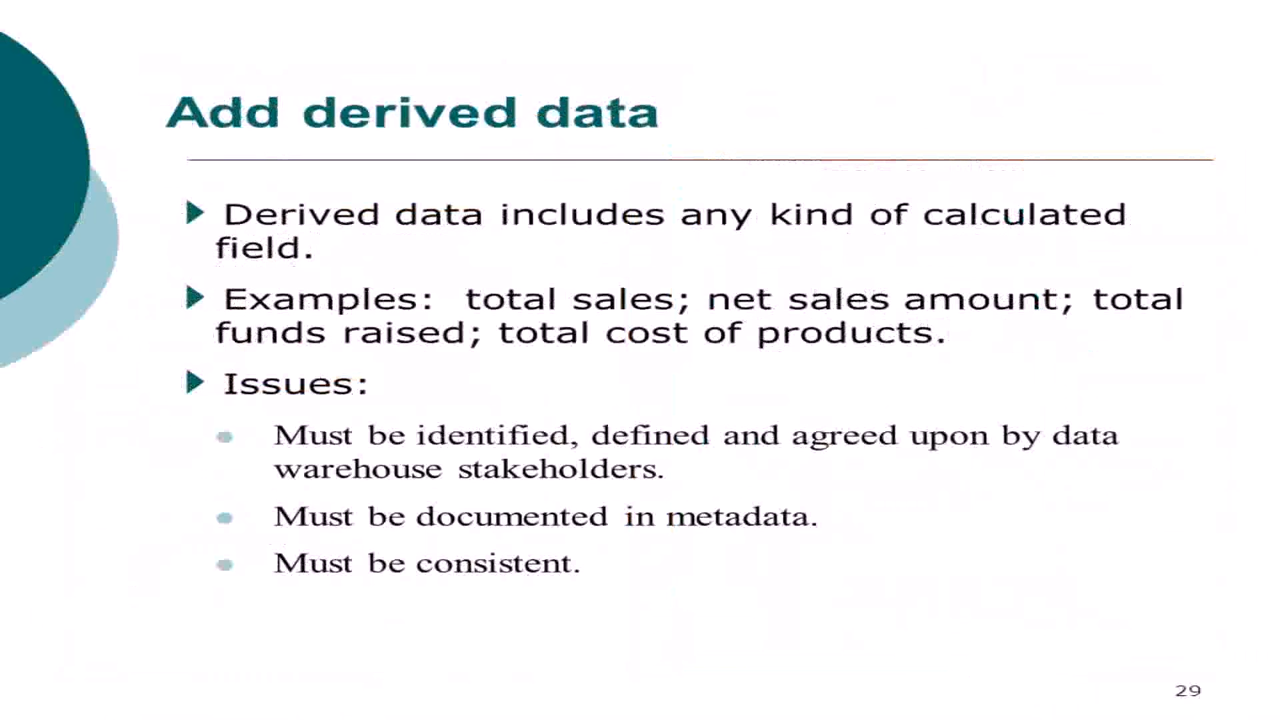 Add derived data
Derived data includes any kind of calculated
field.
Examples: total sales; net sales amount; total
funds raised; total cost of products.
Issues:
Must be identified, defined and agreed upon by data
warehouse stakeholders.
Must be documented in metadata.
Must be consistent.
29